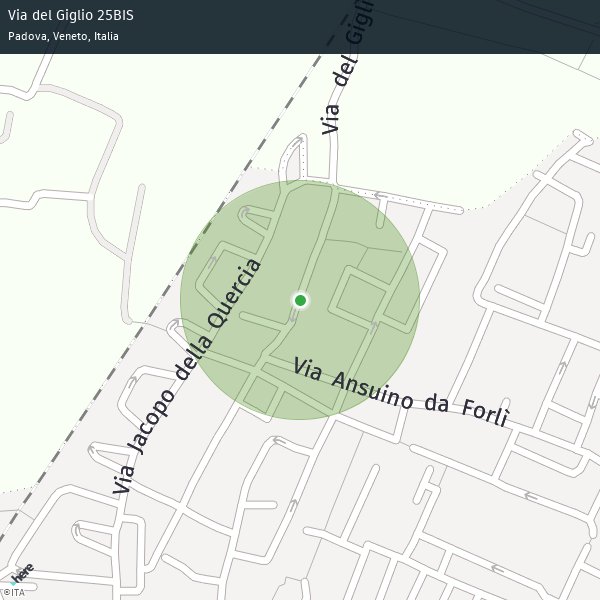 Via del Giglio 25BIS
Padova, Veneto, Italia
Via del Gigli
Via Jacopo della Quercia
Via Ansuino da Forlì
here
©ITA